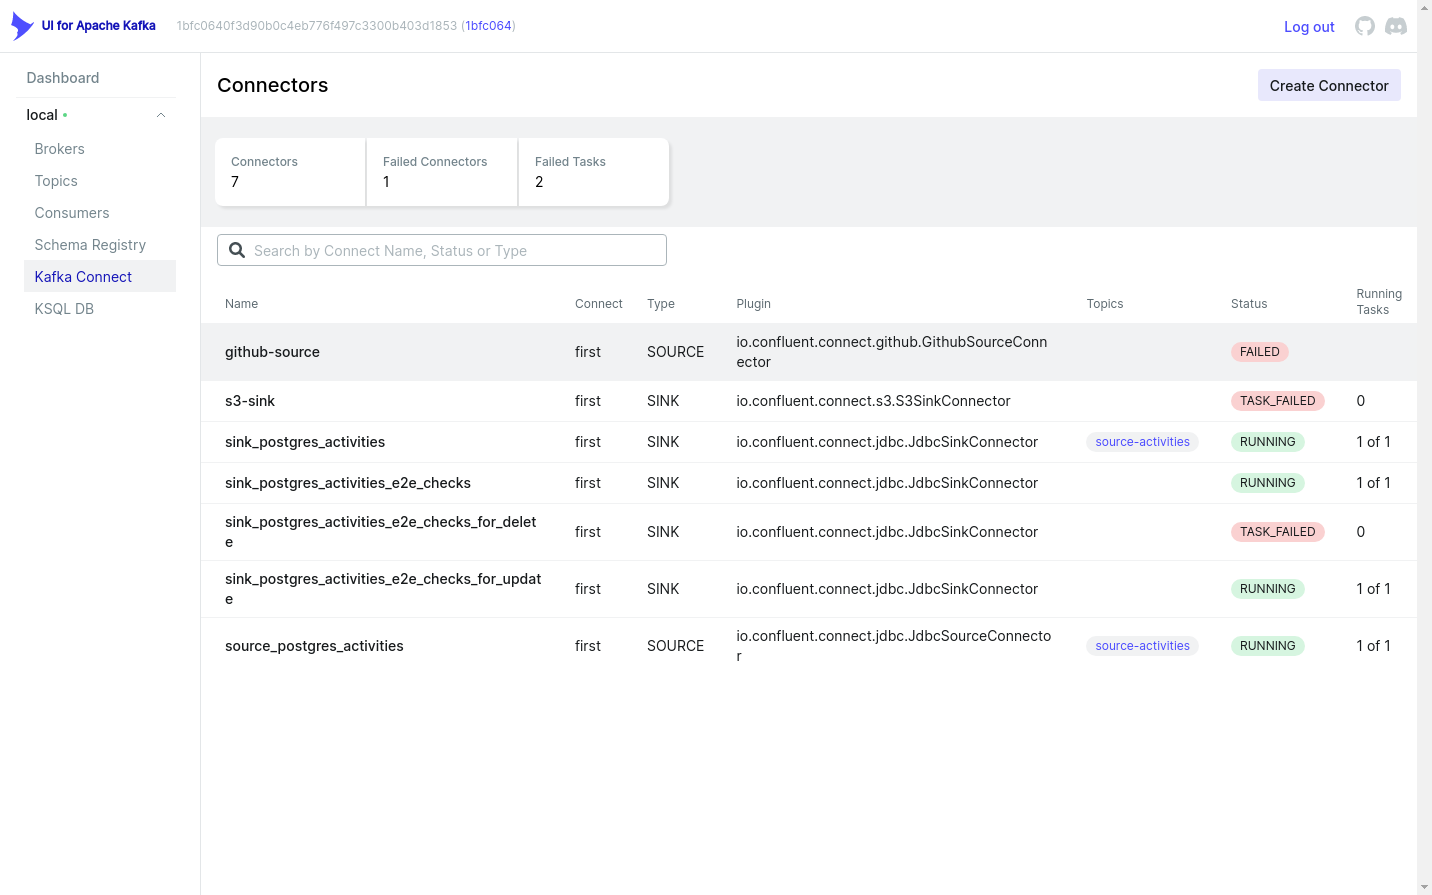 UI for Apache Kafka 1bfc0640f3d90b0c4eb776f497c3300b403d1853 (1bfc064) Log out
Dashboard
local
Brokers
Topics
Consumers
Schema Registry
Kafka Connect
KSQL DB
Connectors Create Connector
Connectors Failed Connectors Failed Tasks
7 1 2
Search by Connect Name, Status or Type
Name Connect Type Plugin Topics Status Running
Tasks
github-source first SOURCE io.confluent.connect.github.GithubSourceConn FAILED
ector
s3-sink first SINK io.confluent.connect.s3.S3SinkConnector TASK_FAILED 0
sink_postgres_activities first SINK io.confluent.connect.jdbc.JdbcSinkConnector source-activities RUNNING 1 of 1
sink_postgres_activities_e2e_checks first SINK io.confluent.connect.jdbc.JdbcSinkConnector RUNNING 1 of 1
sink_postgres_activities_e2e_checks_for_delet first SINK io.confluent.connect.jdbc.JdbcSinkConnector TASK_FAILED 0
e
sink_postgres_activities_e2e_checks_for_updat first SINK io.confluent.connect.jdbc.JdbcSinkConnector RUNNING 1 of 1
e
source_postgres_activities first SOURCE io.confluent.connect.jdbc.JdbcSourceConnecto source-activities RUNNING 1 of 1
r